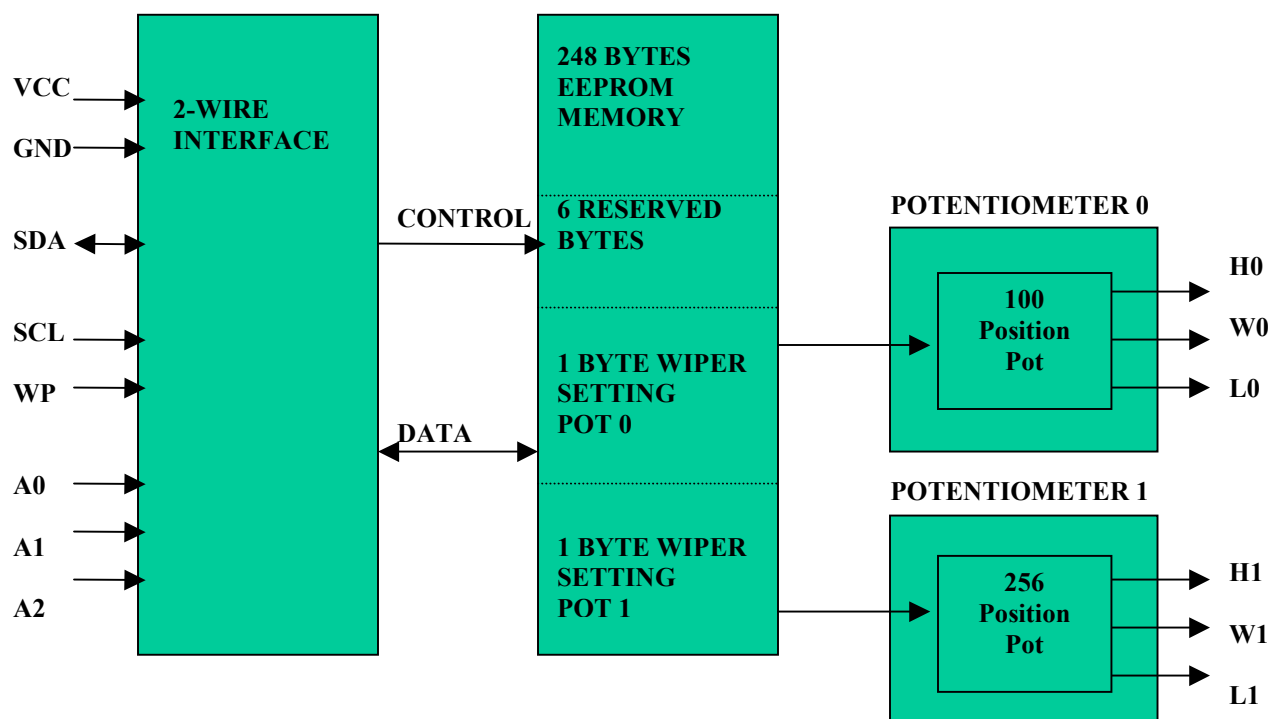 VCC
GND
SDA
SCL
WP
A0
A1
A2
2-WIRE
INTERFACE
CONTROL
DATA
248 BYTES
EEPROM
MEMORY
6 RESERVED
BYTES
1 BYTE WIPER
SETTING
POT 0
1 BYTE WIPER
SETTING
POT 1
POTENTIOMETER 0
100
Position
Pot
H0
W0
L0
POTENTIOMETER 1
256
Position
Pot
H1
W1
L1